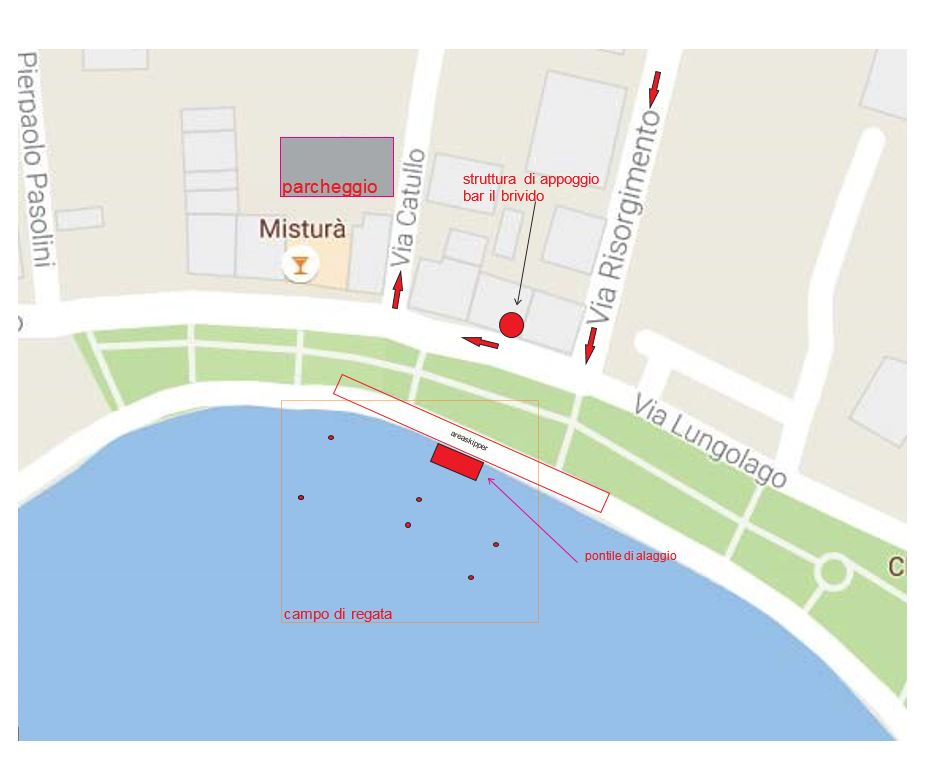 Pierpaolo Pasolini
parcheggio
Misturà
Via Catullo
struttura di appoggio
bar il brivido
Via Risorgimento
Via Lungolago
areaskipper
pontile di alaggio
campo di regata
C